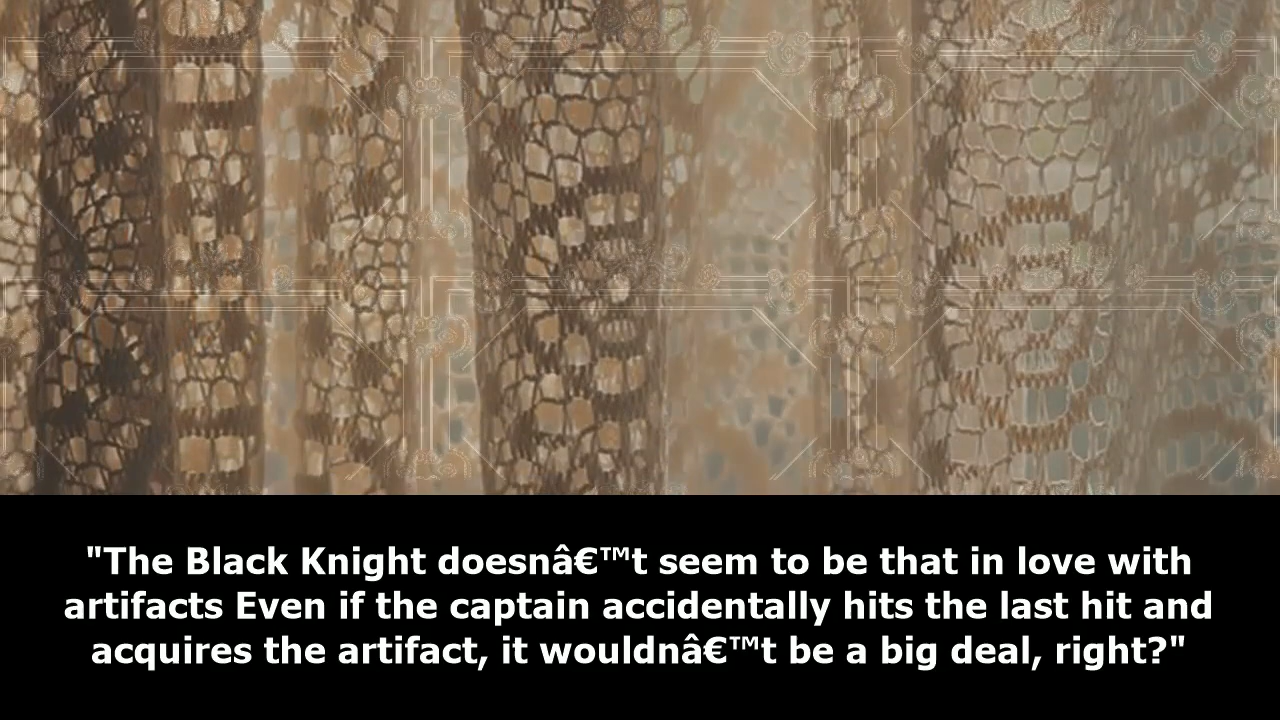 "The Black Knight doesnâ€™t seem to be that in love with
artifacts Even if the captain accidentally hits the last hit and
acquires the artifact, it wouldnâ€™t be a big deal, right?"